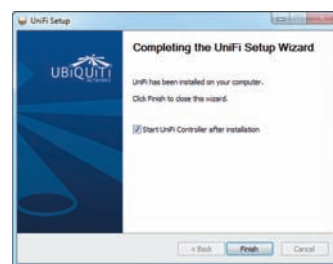 UniFi Setup
UBIQUITI
NETWORKS
Completing the UniFi Setup Wizard
UniFi has been installed on your computer.
Click Finish to close this wizard.
Start UniFi Controller after installation
< Back
Finish
Cancel